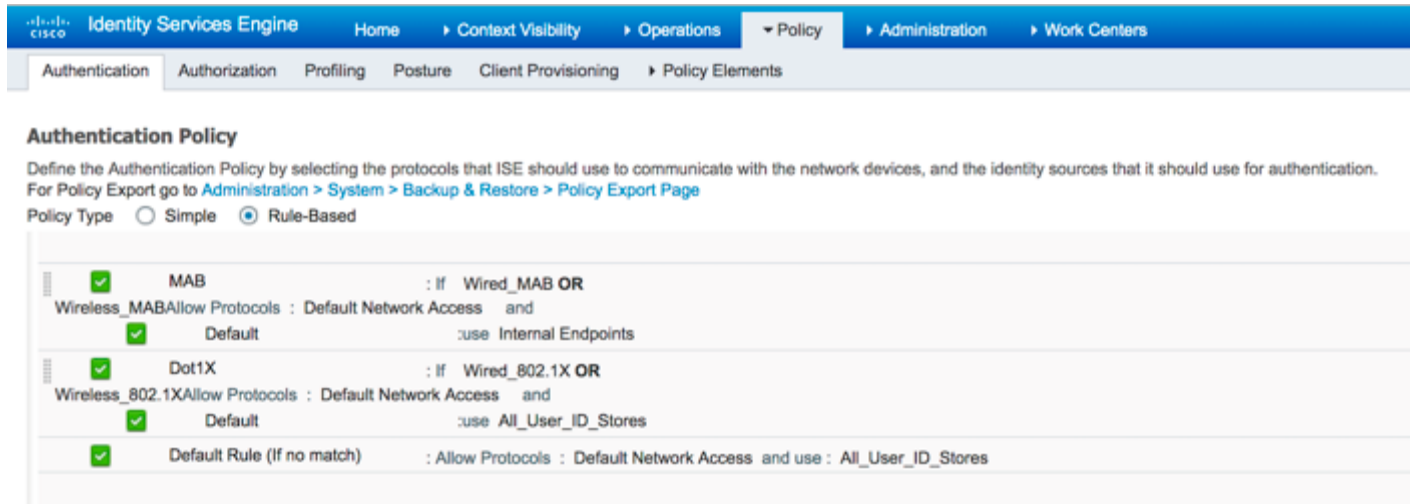 cisco Identity Services Engine Home Context Visibility Operations Policy Administration Work Centers
Authentication Authorization Profiling Posture Client Provisioning Policy Elements
Authentication Policy
Define the Authentication Policy by selecting the protocols that ISE should use to communicate with the network devices, and the identity sources that it should use for authentication.
For Policy Export go to Administration > System > Backup & Restore > Policy Export Page
Policy Type Simple Rule-Based
MAB : If Wired_MAB OR
Wireless_MABAllow Protocols : Default Network Access and
Default :use Internal Endpoints
Dot1X : If Wired_802.1X OR
Wireless_802.1XAllow Protocols : Default Network Access and
Default :use All_User_ID_Stores
Default Rule (If no match) : Allow Protocols : Default Network Access and use : All_User_ID_Stores